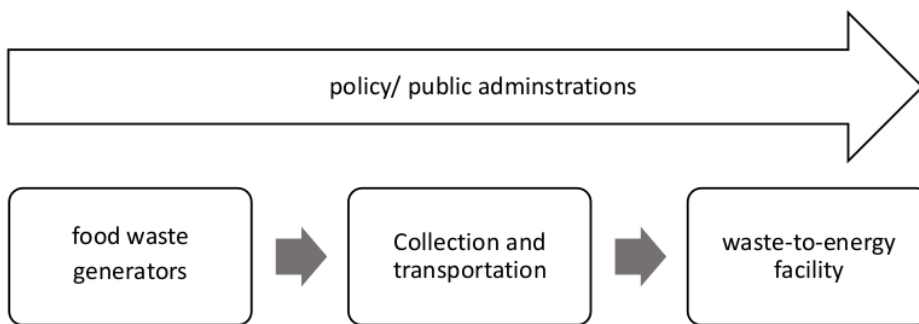 policy/ public adminstrations
food waste
generators
Collection and
transportation
waste-to-energy
facility